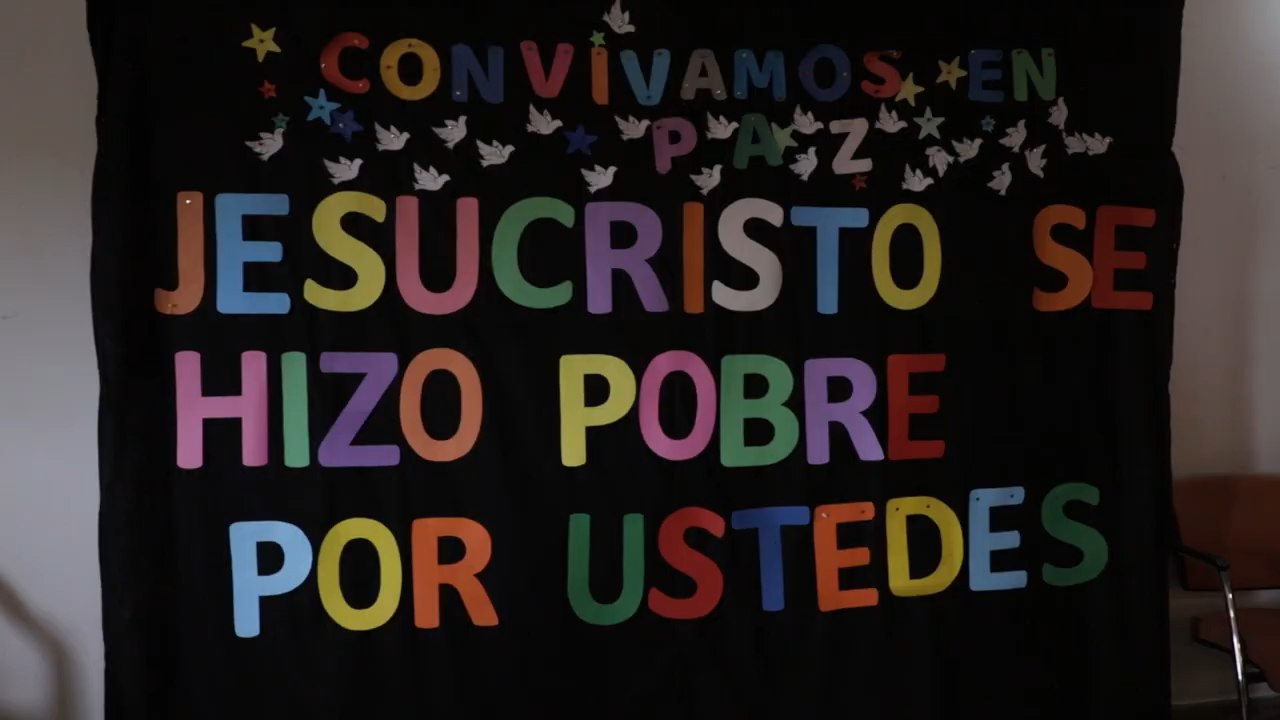 CONVIVAMOS EN
PAZ
JESUCRISTO SE
HIZO POBRE
POR USTEDES